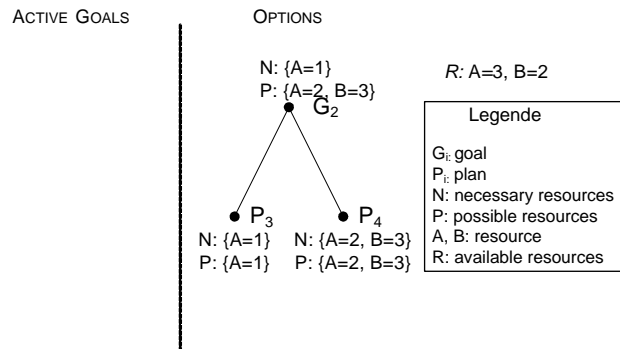 ACTIVE GOALS
OPTIONS
N: {A=1}
P: {A=2, B=3}
G2
R: A=3, B=2
P3
N: {A=1}
P: {A=1}
P4
N: {A=2, B=3}
P: {A=2, B=3}
Legende
Gi: goal
Pi: plan
N: necessary resources
P: possible resources
A, B: resource
R: available resources